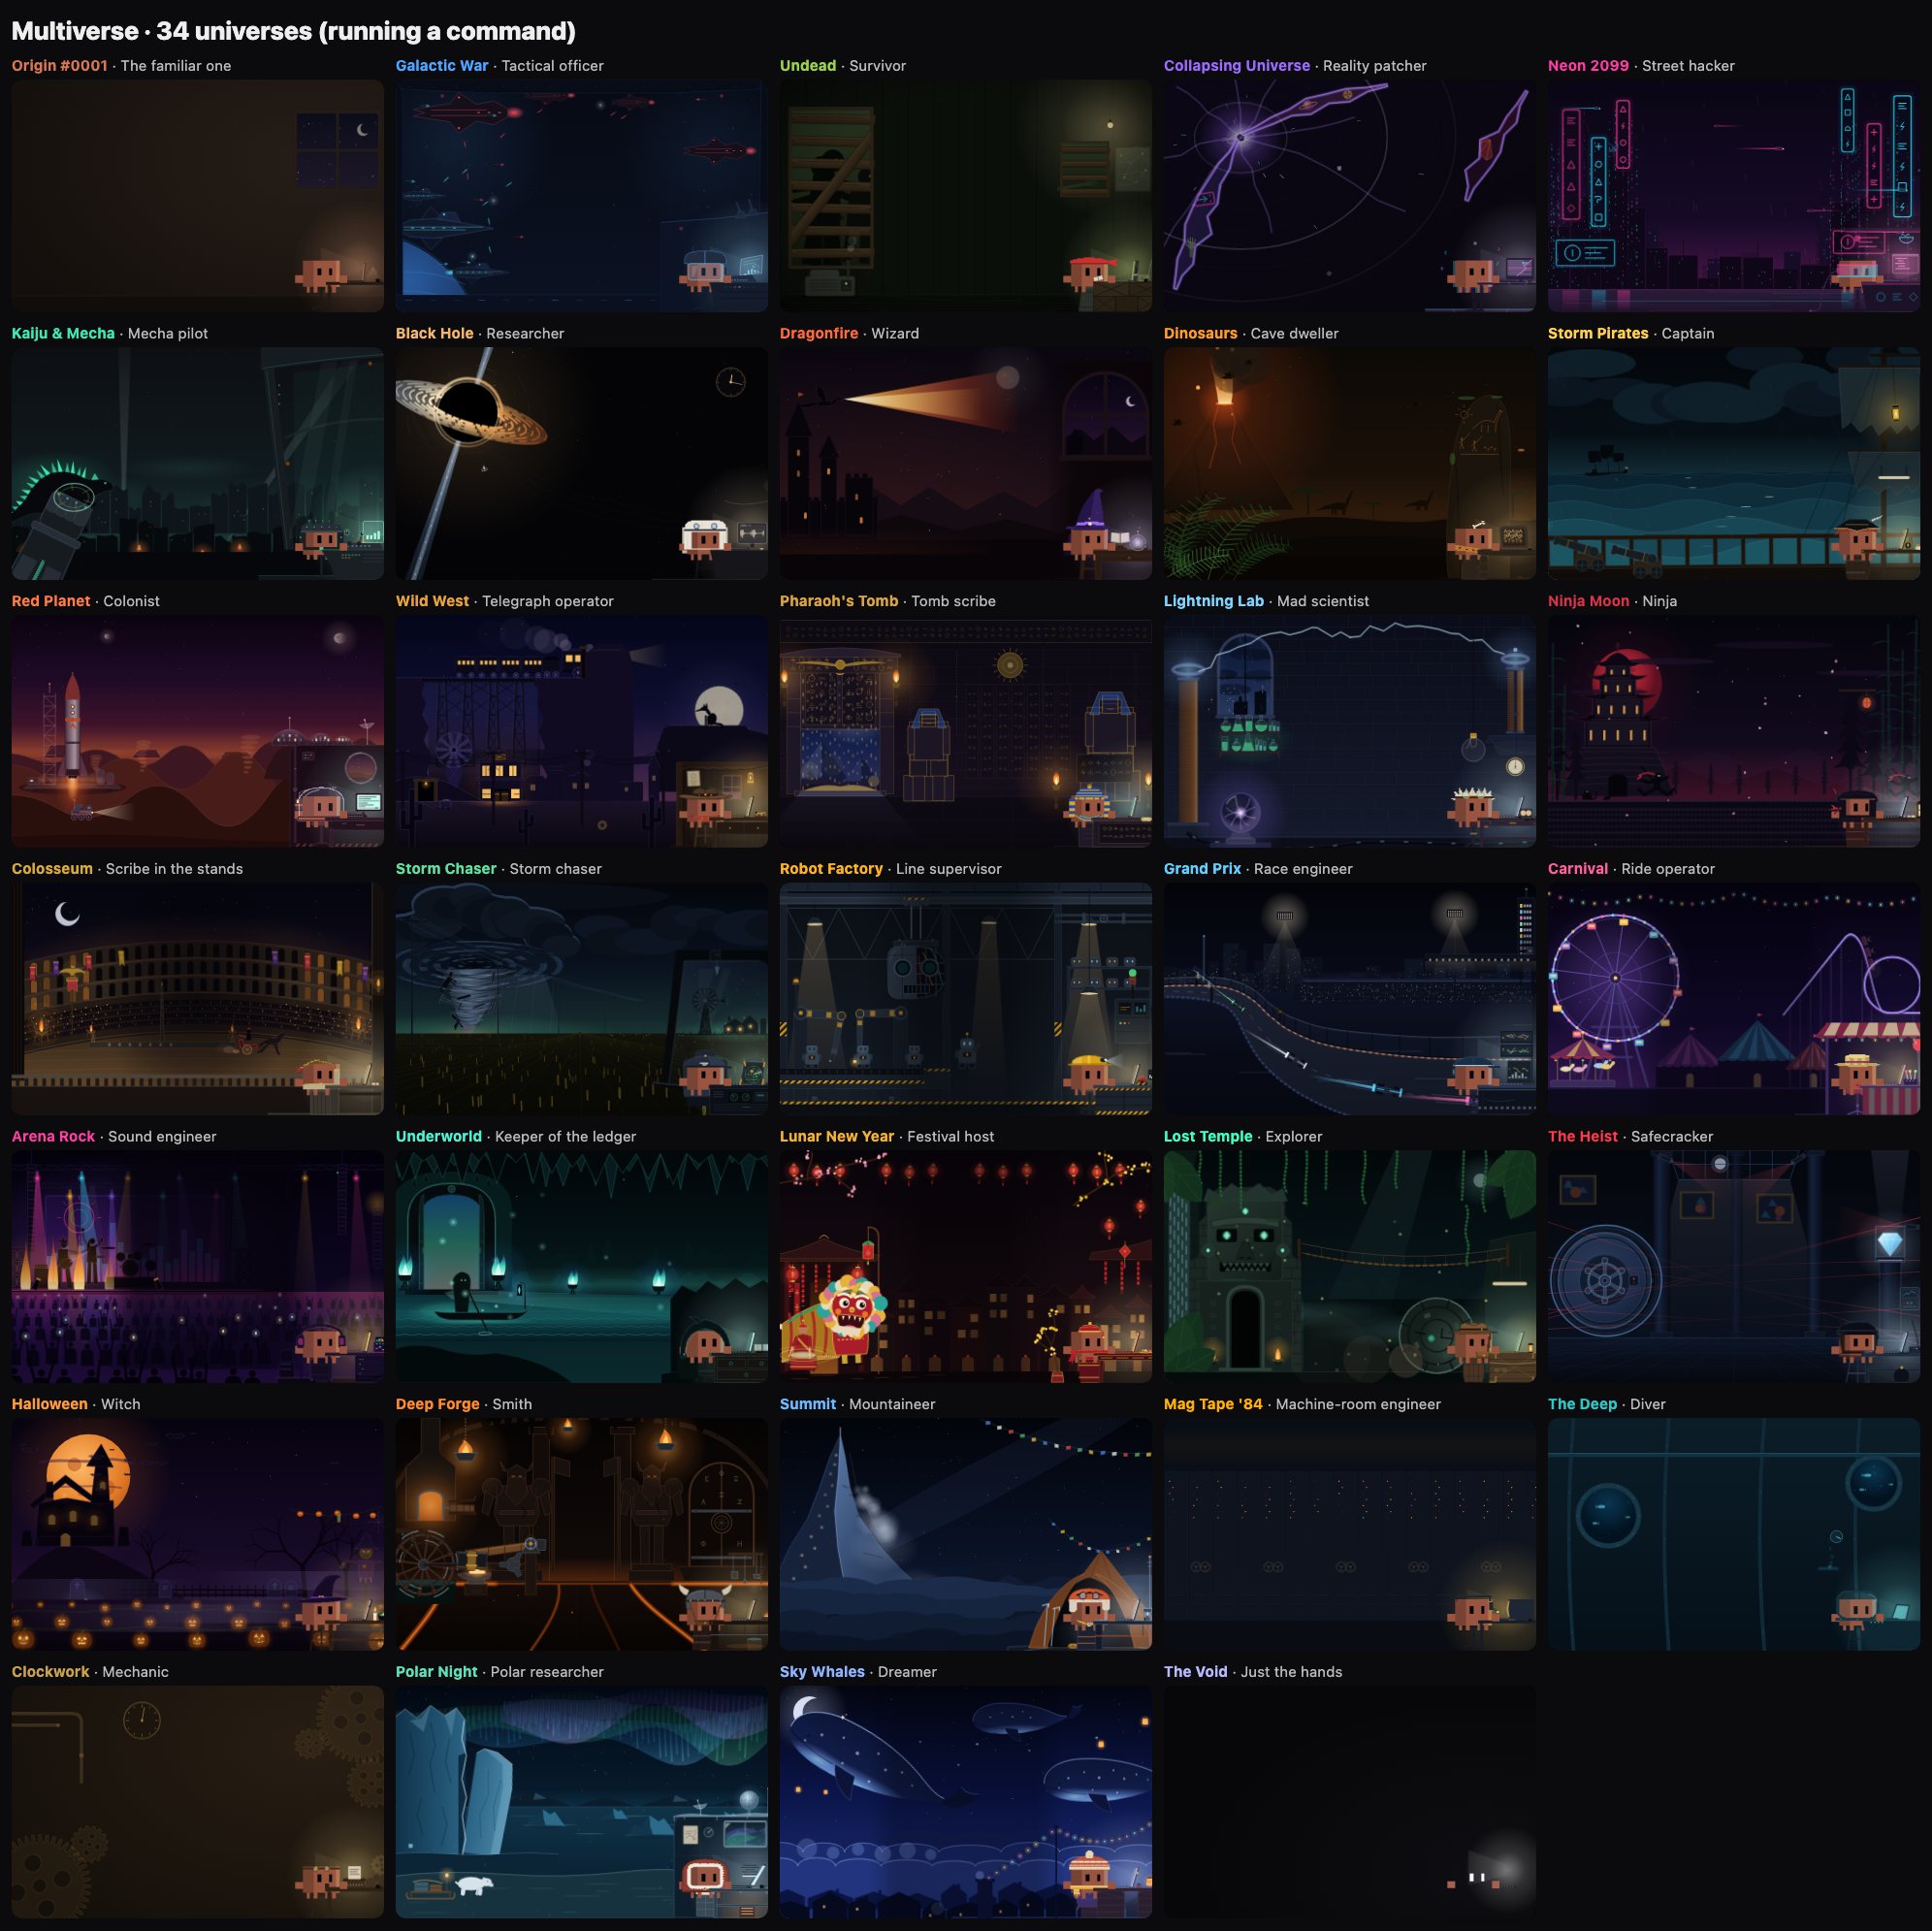 Multiverse · 34 universes (running a command)
Origin #0001 · The familiar one
Galactic War · Tactical officer
Undead · Survivor
Collapsing Universe · Reality patcher
Neon 2099 · Street hacker
Kaiju & Mecha · Mecha pilot
Black Hole · Researcher
Dragonfire · Wizard
Dinosaurs · Cave dweller
Storm Pirates · Captain
Red Planet · Colonist
Wild West · Telegraph operator
Pharaoh's Tomb · Tomb scribe
Lightning Lab · Mad scientist
Ninja Moon · Ninja
Colosseum · Scribe in the stands
Storm Chaser · Storm chaser
Robot Factory · Line supervisor
Grand Prix · Race engineer
Carnival · Ride operator
Arena Rock · Sound engineer
Underworld · Keeper of the ledger
Lunar New Year · Festival host
Lost Temple · Explorer
The Heist · Safecracker
Halloween · Witch
Deep Forge · Smith
Summit · Mountaineer
Mag Tape '84 · Machine-room engineer
The Deep · Diver
Clockwork · Mechanic
Polar Night · Polar researcher
Sky Whales · Dreamer
The Void · Just the hands